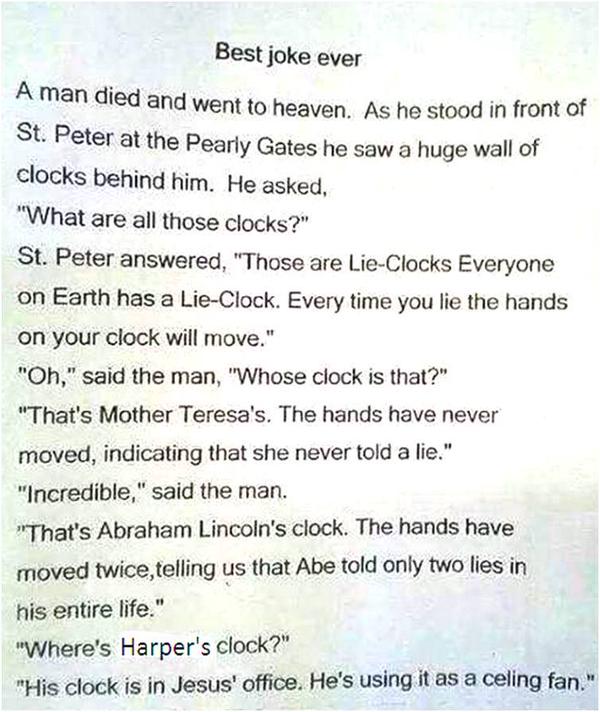 Best joke ever
A man died and went to heaven. As he stood in front of
St. Peter at the Pearly Gates he saw a huge wall of
clocks behind him. He asked,
"What are all those clocks?"
St. Peter answered, "Those are Lie-Clocks Everyone
on Earth has a Lie-Clock. Every time you lie the hands
on your clock will move."
"Oh," said the man, "Whose clock is that?"
"That's Mother Teresa's. The hands have never
moved, indicating that she never told a lie."
"Incredible," said the man.
"That's Abraham Lincoln's clock. The hands have
moved twice,telling us that Abe told only two lies in
his entire life."
"Where's Harper's clock?"
"His clock is in Jesus' office. He's using it as a celing fan."